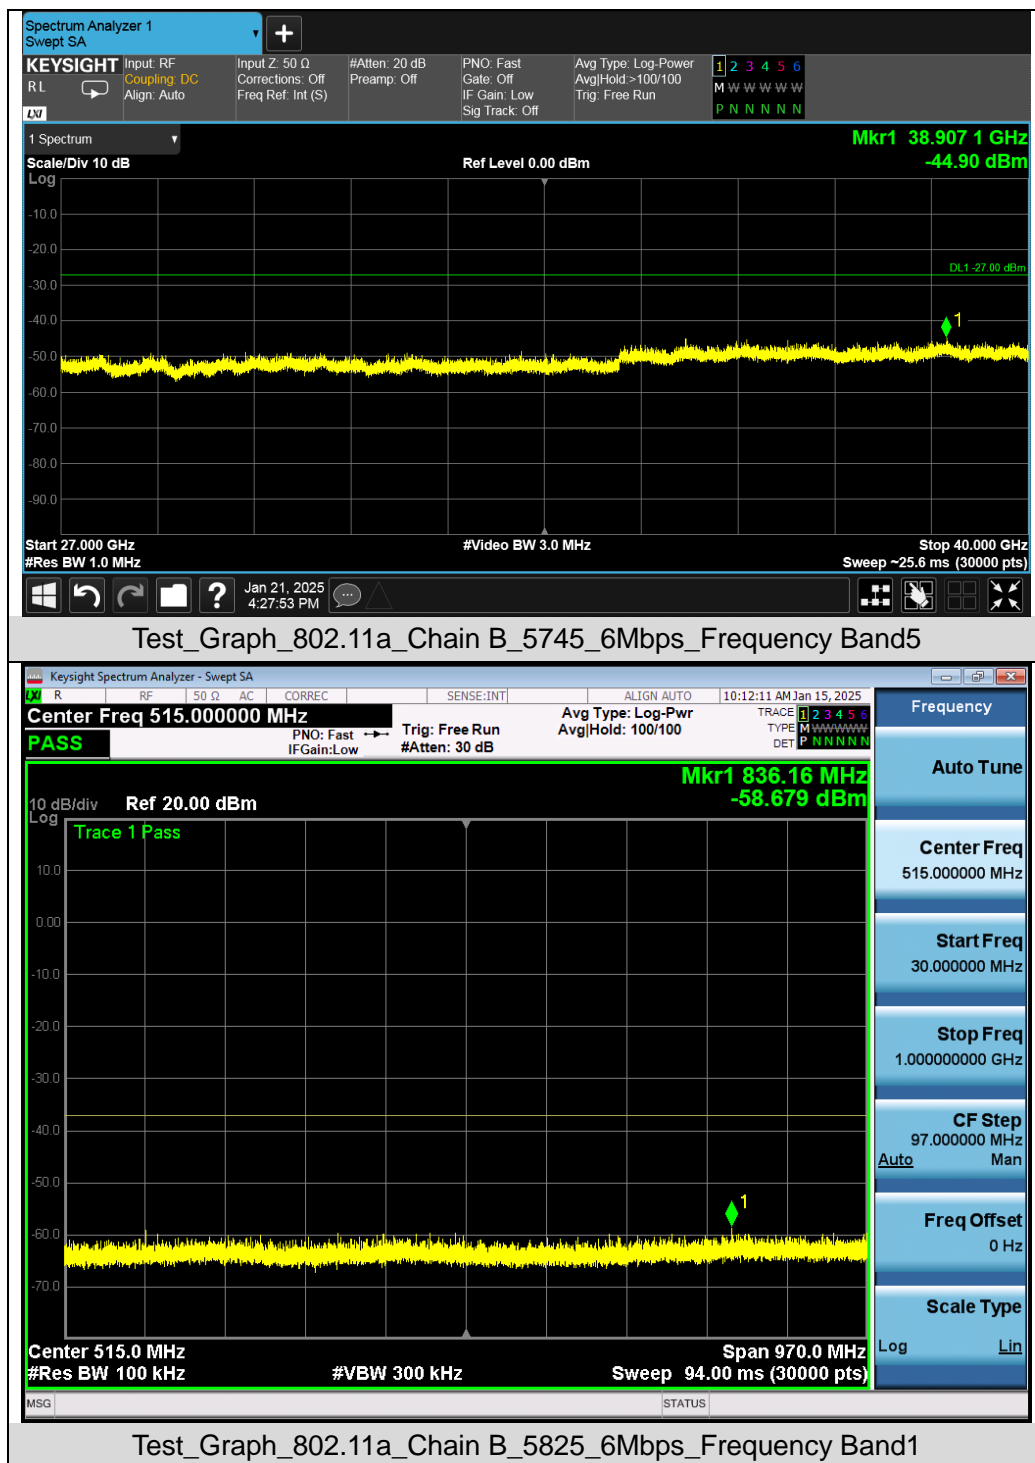 Spectrum Analyzer 1
Swept SA
KEYSIGHT Input: RF Input Z: 50 Ω #Atten: 20 dB PNO: Fast Avg Type: Log-Power 1 2 3 4 5 6
RL Coupling: DC Corrections: Off Preamp: Off Gate: Off Avg|Hold:>100/100 M W W W W W
Align: Auto Freq Ref: Int (S) IF Gain: Low Trig: Free Run
LXI Sig Track: Off P N N N N N
1 Spectrum Mkr1 38.907 1 GHz
Scale/Div 10 dB Ref Level 0.00 dBm -44.90 dBm
Log
-10.0
-20.0
DL1 -27.00 dBm
-30.0
-40.0
1
-50.0
-60.0
-70.0
-80.0
-90.0
Start 27.000 GHz #Video BW 3.0 MHz Stop 40.000 GHz
#Res BW 1.0 MHz Sweep ~25.6 ms (30000 pts)
? Jan 21, 2025
4:27:53 PM
Test_Graph_802.11a_Chain B_5745_6Mbps_Frequency Band5
Keysight Spectrum Analyzer - Swept SA
LXI R RF 50 Ω AC CORREC SENSE:INT ALIGN AUTO 10:12:11 AM Jan 15, 2025 Frequency
Center Freq 515.000000 MHz Avg Type: Log-Pwr TRACE 1 2 3 4 5 6
PNO: Fast Trig: Free Run Avg|Hold: 100/100 TYPE M W W W W W
PASS IFGain:Low #Atten: 30 dB DET P N N N N N
Auto Tune
Mkr1 836.16 MHz
10 dB/div Ref 20.00 dBm -58.679 dBm
Log
Trace 1 Pass
Center Freq
515.000000 MHz
10.0
0.00
Start Freq
30.000000 MHz
-10.0
-20.0
Stop Freq
1.000000000 GHz
-30.0
-40.0
CF Step
97.000000 MHz
Auto Man
-50.0
1
Freq Offset
0 Hz
-60.0
-70.0
Scale Type
Log Lin
Center 515.0 MHz Span 970.0 MHz
#Res BW 100 kHz #VBW 300 kHz Sweep 94.00 ms (30000 pts)
MSG STATUS
Test_Graph_802.11a_Chain B_5825_6Mbps_Frequency Band1